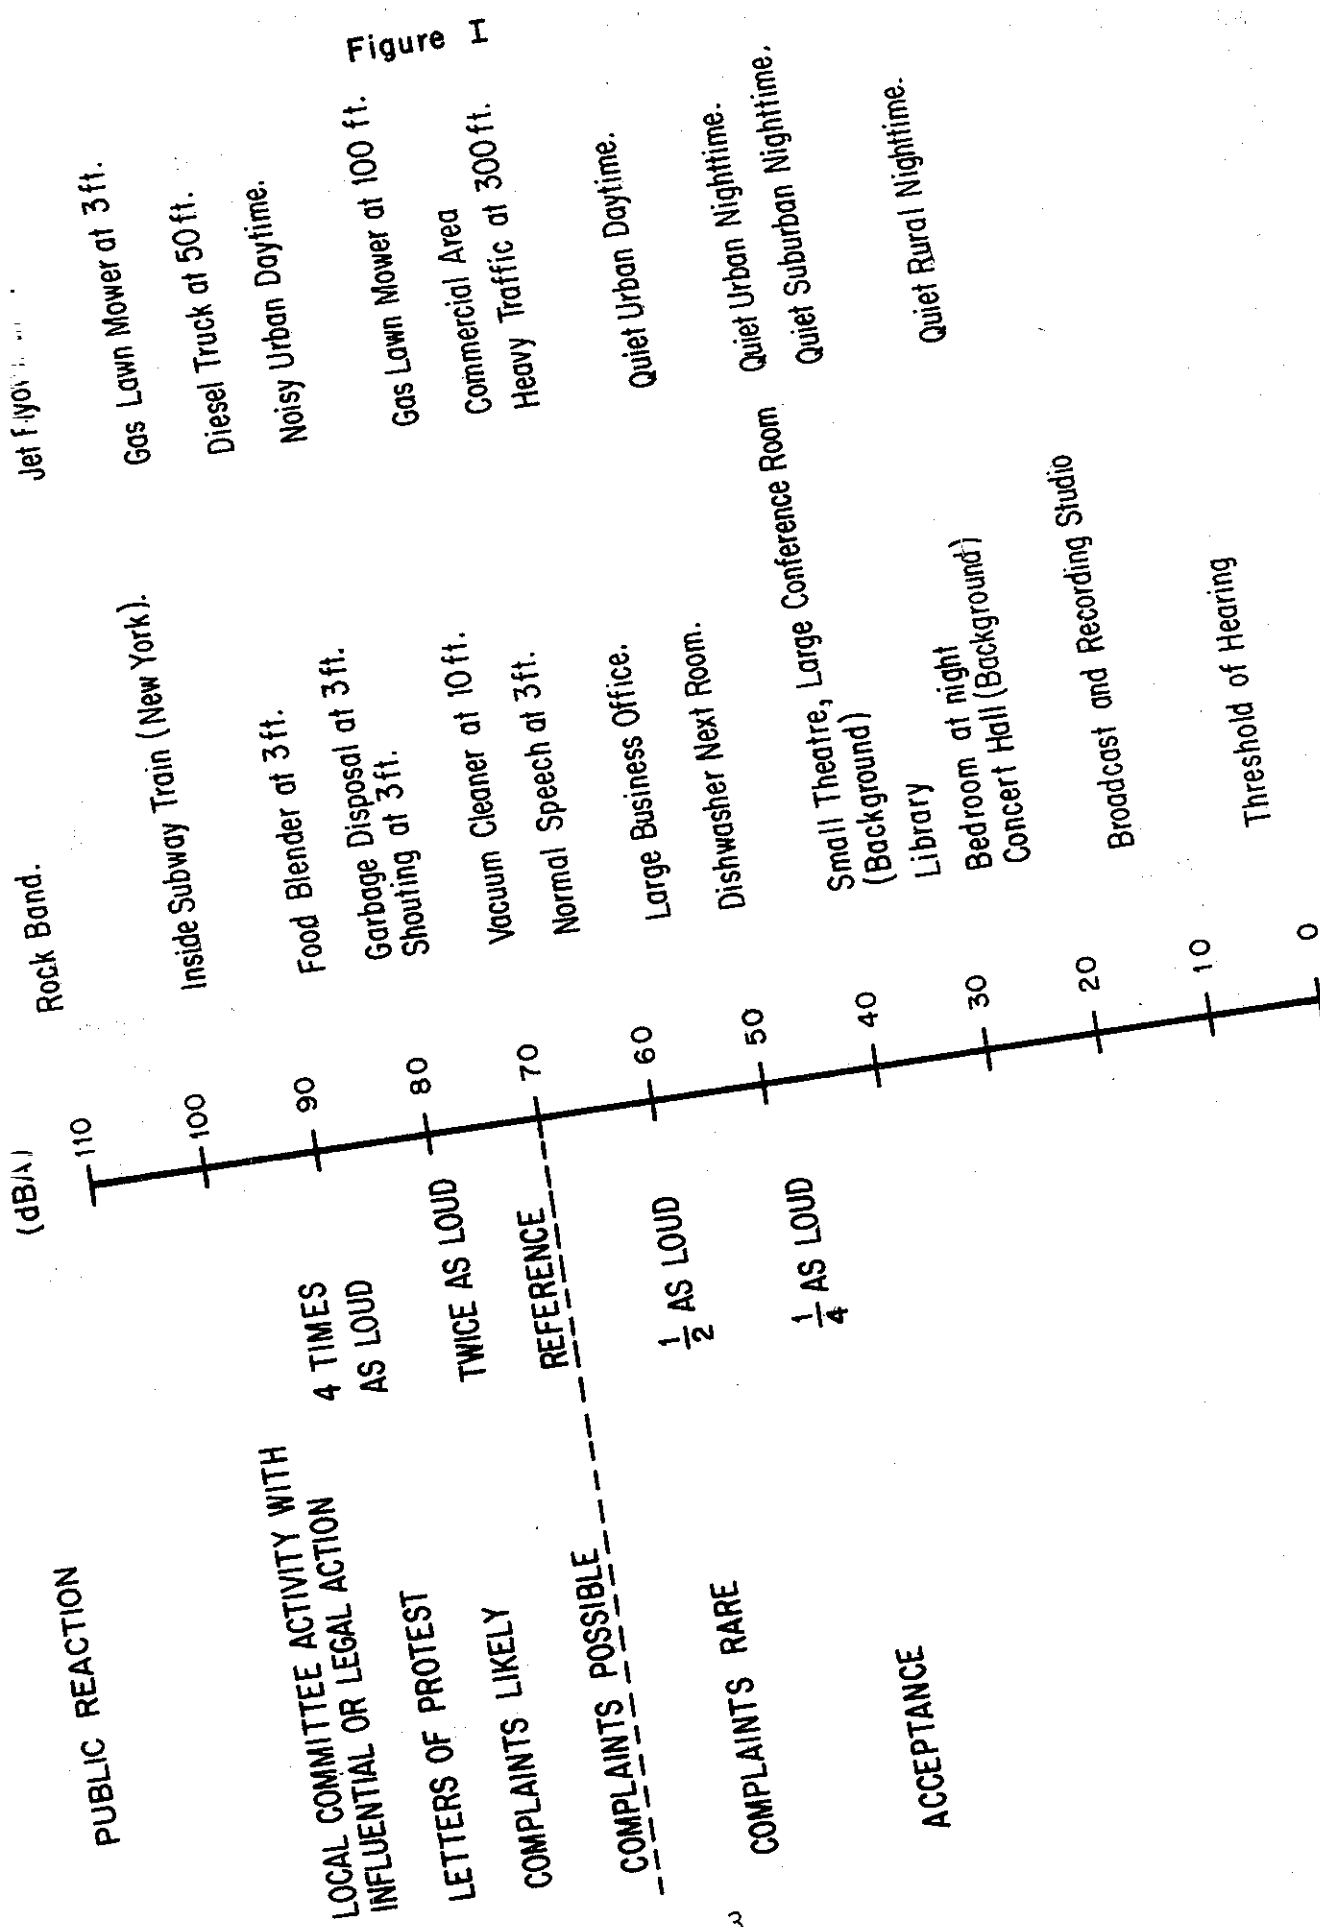 Figure I
PUBLIC REACTION
LOCAL COMMITTEE ACTIVITY WITH
INFLUENTIAL OR LEGAL ACTION
LETTERS OF PROTEST
COMPLAINTS LIKELY
COMPLAINTS POSSIBLE
COMPLAINTS RARE
ACCEPTANCE
4 TIMES
AS LOUD
TWICE AS LOUD
REFERENCE
1/2 AS LOUD
1/4 AS LOUD
(dBA)
110
100
90
80
70
60
50
40
30
20
10
0
Rock Band.
Inside Subway Train (New York).
Food Blender at 3 ft.
Garbage Disposal at 3 ft.
Shouting at 3 ft.
Vacuum Cleaner at 10 ft.
Normal Speech at 3 ft.
Large Business Office.
Dishwasher Next Room.
Small Theatre, Large Conference Room
(Background)
Library
Bedroom at night
Concert Hall (Background)
Broadcast and Recording Studio
Threshold of Hearing
Jet
Gas Lawn Mower at 3 ft.
Diesel Truck at 50 ft.
Noisy Urban Daytime.
Gas Lawn Mower at 100 ft.
Commercial Area
Heavy Traffic at 300 ft.
Quiet Urban Daytime.
Quiet Urban Nighttime.
Quiet Suburban Nighttime.
Quiet Rural Nighttime.
3